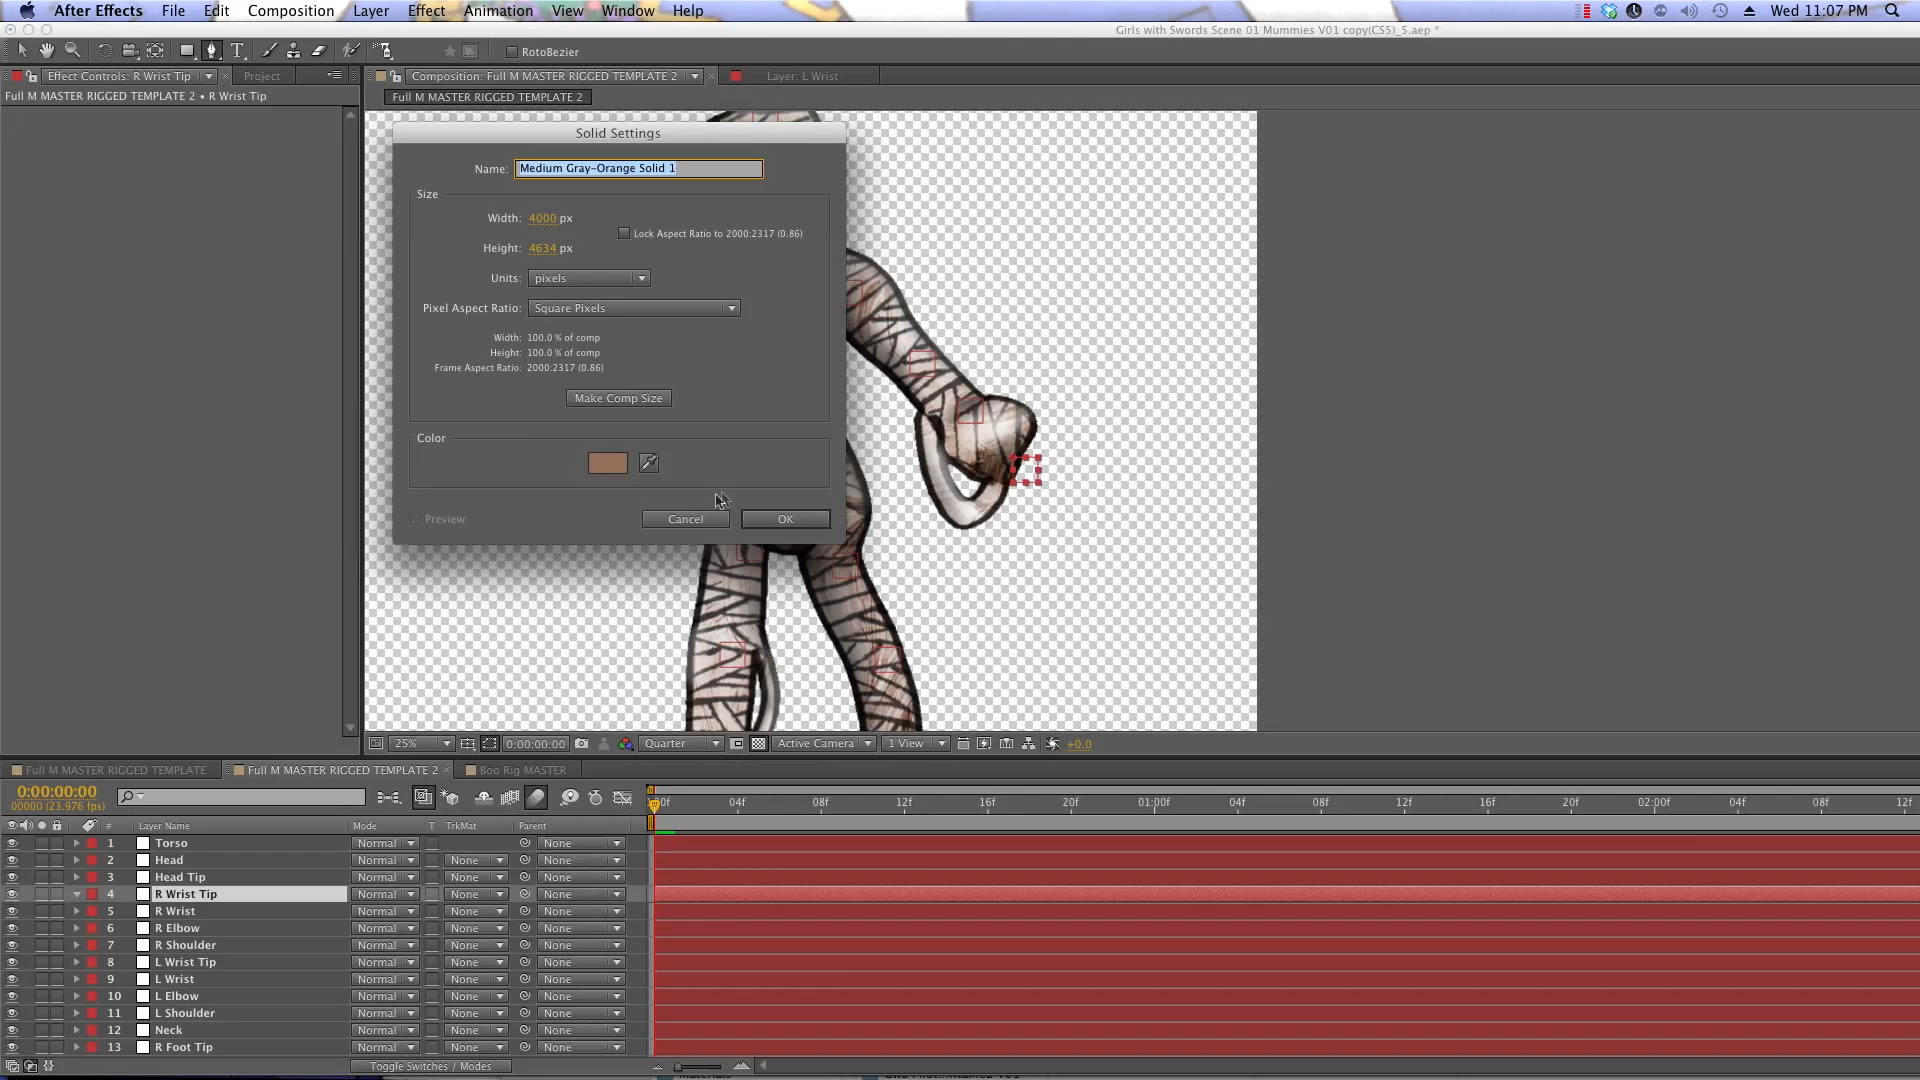 After Effects File Edit Composition Layer Effect Animation View Window Help Wed 11:07 PM
Girls with Swords Scene 01 Mummies V01 copy(CS5)_5.aep *
RotoBezier
Effect Controls: R Wrist Tip Project Composition: Full M MASTER RIGGED TEMPLATE 2 Layer: L Wrist
Full M MASTER RIGGED TEMPLATE 2 • R Wrist Tip Full M MASTER RIGGED TEMPLATE 2
Solid Settings
Name: Medium Gray-Orange Solid 1
Size
Width: 4000 px
Lock Aspect Ratio to 2000:2317 (0.86)
Height: 4634 px
Units: pixels
Pixel Aspect Ratio: Square Pixels
Width: 100.0 % of comp
Height: 100.0 % of comp
Frame Aspect Ratio: 2000:2317 (0.86)
Make Comp Size
Color
Preview Cancel OK
25% 0:00:00:00 Quarter Active Camera 1 View +0.0
Full M MASTER RIGGED TEMPLATE Full M MASTER RIGGED TEMPLATE 2 Boo Rig MASTER
0:00:00:00
00000 (23.976 fps)
04f 08f 12f 16f 20f 01:00f 04f 08f 12f 16f 20f 02:00f 04f 08f 12f
# Layer Name Mode T TrkMat Parent
1 Torso Normal None
2 Head Normal None None
3 Head Tip Normal None None
4 R Wrist Tip Normal None None
5 R Wrist Normal None None
6 R Elbow Normal None None
7 R Shoulder Normal None None
8 L Wrist Tip Normal None None
9 L Wrist Normal None None
10 L Elbow Normal None None
11 L Shoulder Normal None None
12 Neck Normal None None
13 R Foot Tip Normal None None
Toggle Switches / Modes